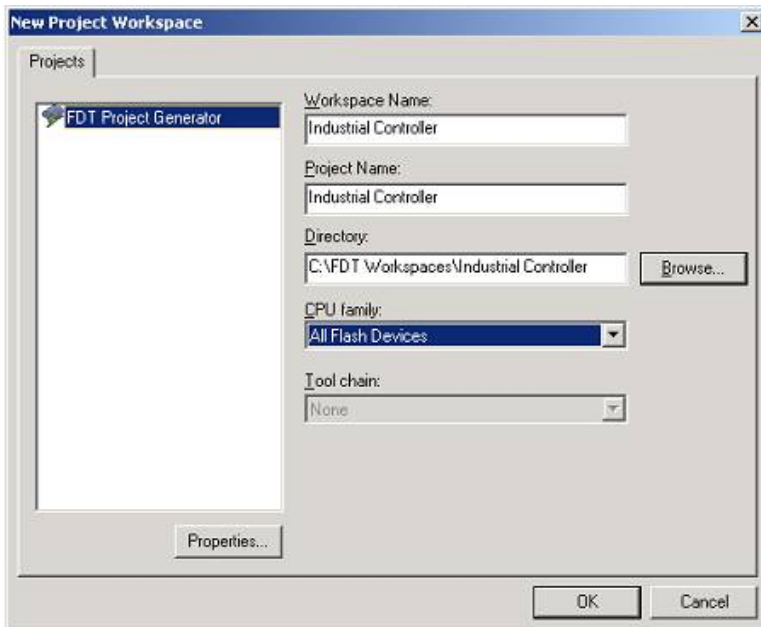 New Project Workspace
Projects
FDT Project Generator
Workspace Name:
Industrial Controller
Project Name:
Industrial Controller
Directory:
C:\FDT Workspaces\Industrial Controller
Browse...
CPU family:
All Flash Devices
Tool chain:
None
Properties...
OK
Cancel